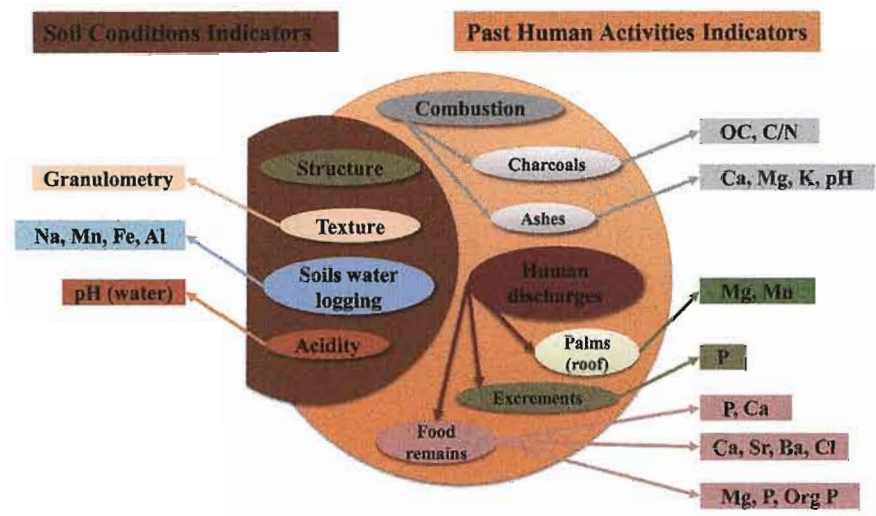 Soil Conditions Indicators
Past Human Activities Indicators
Combustion
OC, C/N
Structure
Charcoals
Granulometry
Ca, Mg, K, pH
Texture
Ashes
Na, Mn, Fe, Al
Soils water
logging
Human
discharges
pH (water)
Mg, Mn
Acidity
Palms
(roof)
P
Excrements
P, Ca
Food
remains
Ca, Sr, Ba, Cl
Mg, P, Org P